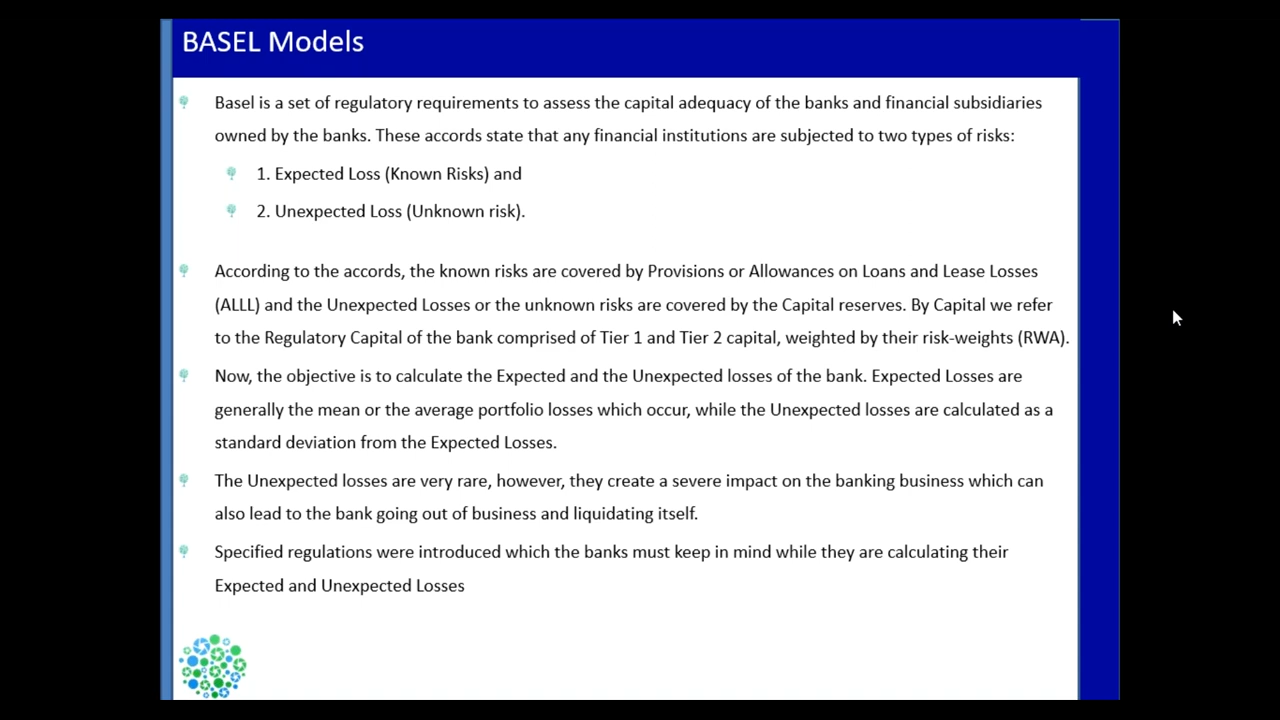 BASEL Models
Basel is a set of regulatory requirements to assess the capital adequacy of the banks and financial subsidiaries
owned by the banks. These accords state that any financial institutions are subjected to two types of risks:
1. Expected Loss (Known Risks) and
2. Unexpected Loss (Unknown risk).
According to the accords, the known risks are covered by Provisions or Allowances on Loans and Lease Losses
(ALLL) and the Unexpected Losses or the unknown risks are covered by the Capital reserves. By Capital we refer
to the Regulatory Capital of the bank comprised of Tier 1 and Tier 2 capital, weighted by their risk-weights (RWA).
Now, the objective is to calculate the Expected and the Unexpected losses of the bank. Expected Losses are
generally the mean or the average portfolio losses which occur, while the Unexpected losses are calculated as a
standard deviation from the Expected Losses.
The Unexpected losses are very rare, however, they create a severe impact on the banking business which can
also lead to the bank going out of business and liquidating itself.
Specified regulations were introduced which the banks must keep in mind while they are calculating their
Expected and Unexpected Losses